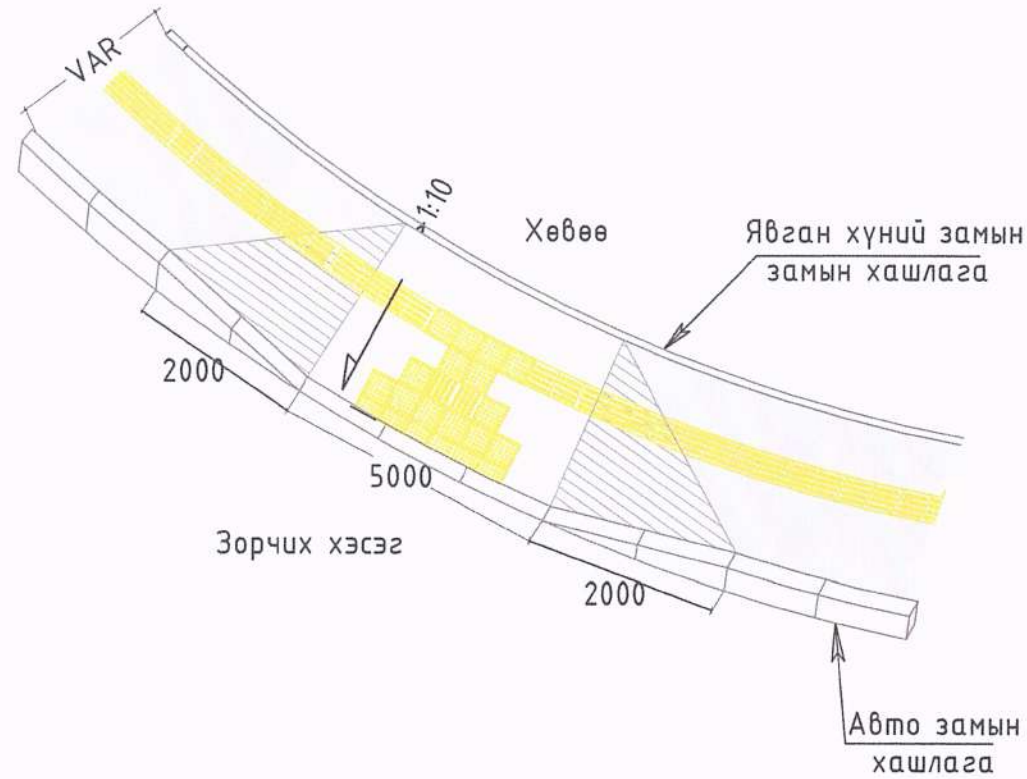 VAR
1:10
Хөвөө
Явган хүний замын
замын хашлага
2000
5000
Зорчих хэсэг
2000
Авто замын
хашлага